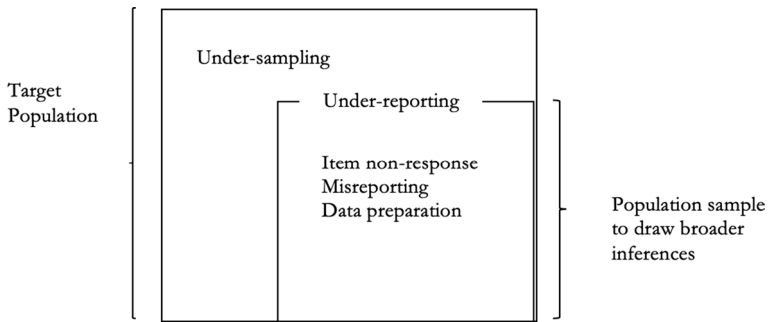 Under-sampling
Target
Population
Under-reporting
Item non-response
Misreporting
Data preparation
Population sample
to draw broader
inferences